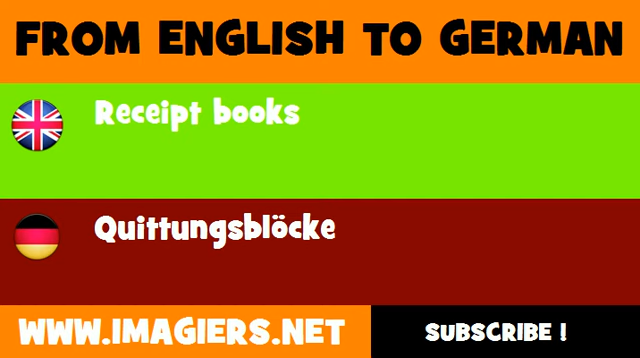 FROM ENGLISH TO GERMAN
Receipt books
Quittungsblöcke
WWW.IMAGIERS.NET
SUBSCRIBE !